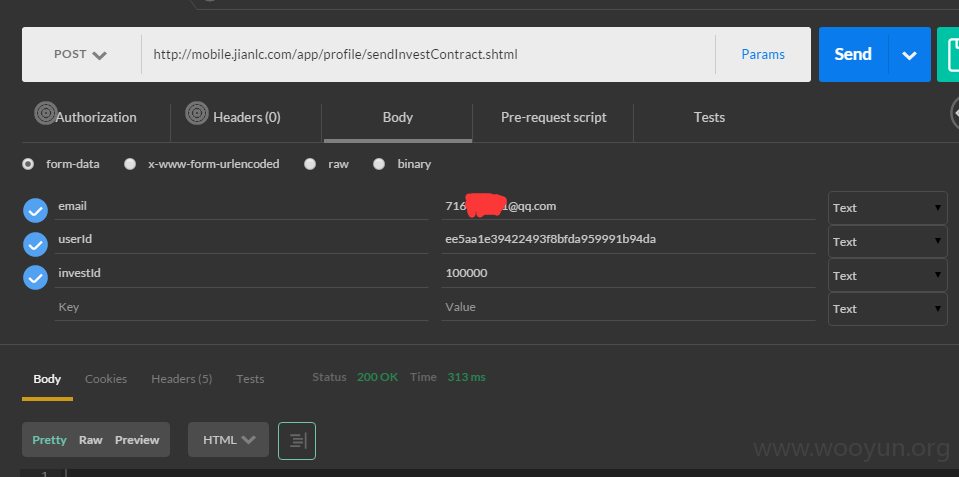 POST http://mobile.jianlc.com/app/profile/sendInvestContract.shtml Params Send
Authorization Headers (0) Body Pre-request script Tests
form-data x-www-form-urlencoded raw binary
email 716 1@qq.com Text
userId ee5aa1e39422493f8bfda959991b94da Text
investId 100000 Text
Key Value Text
Body Cookies Headers (5) Tests Status 200 OK Time 313 ms
Pretty Raw Preview HTML
www.wooyun.org
1